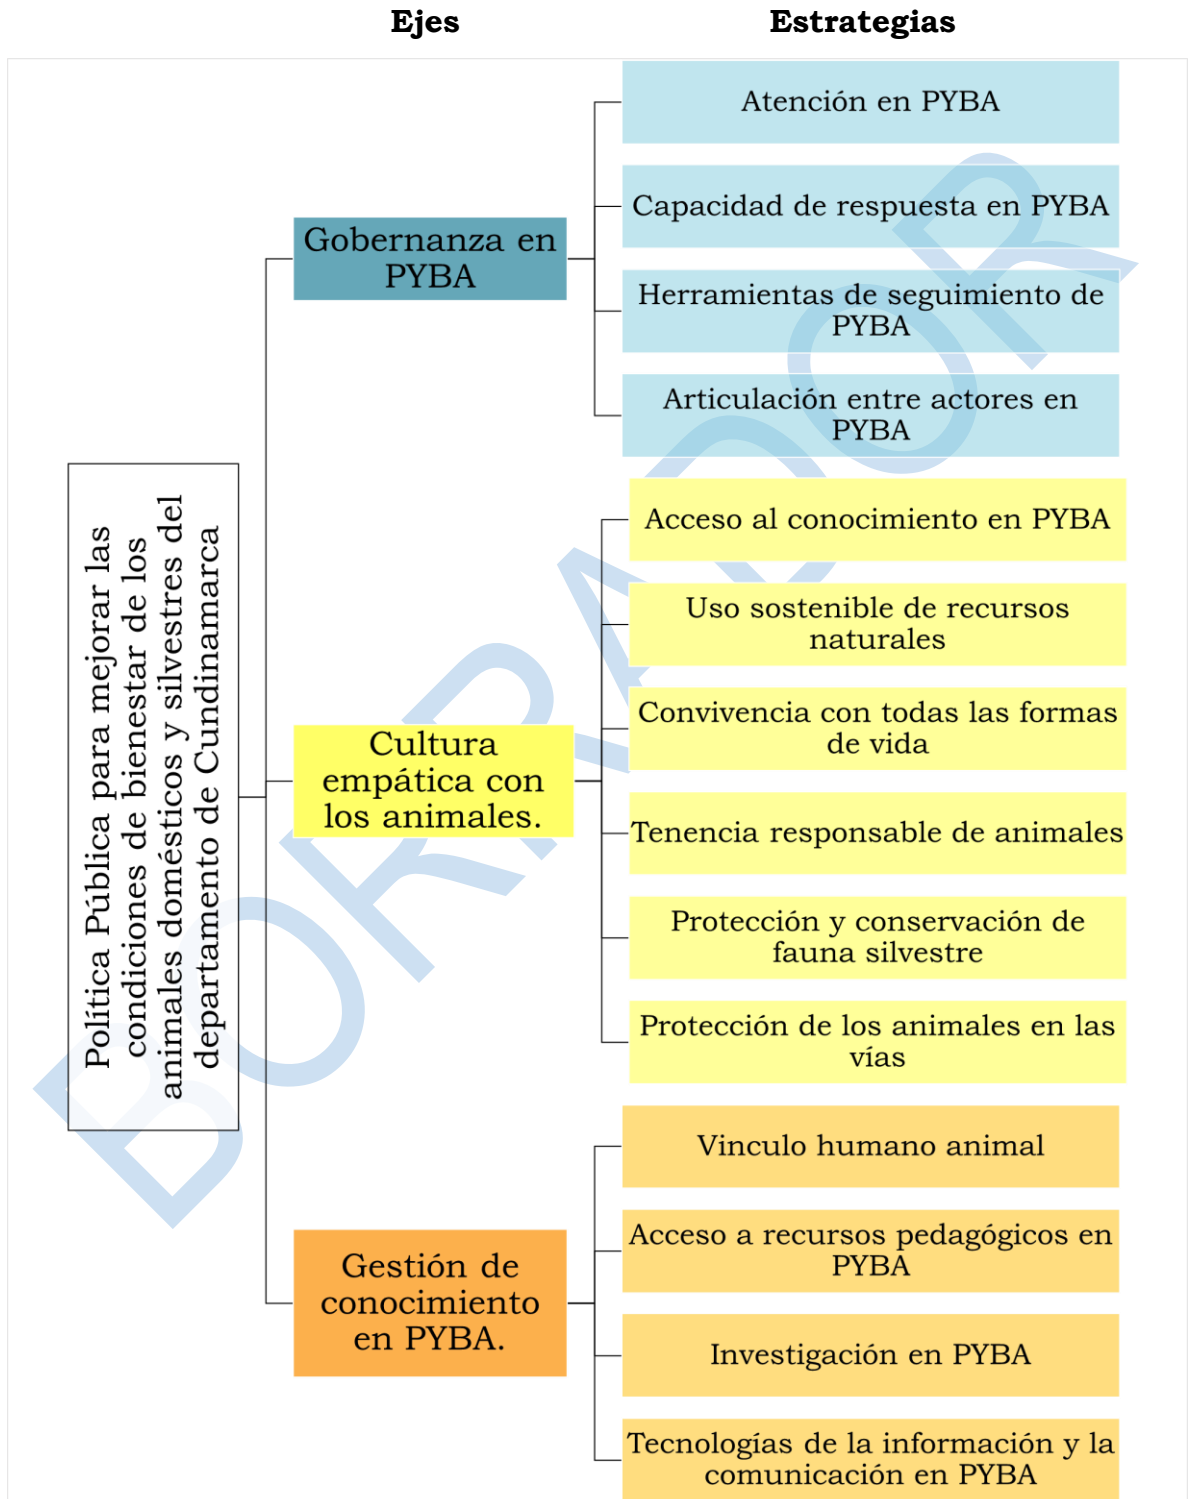 Ejes
Estrategias
Política Pública para mejorar las
condiciones de bienestar de los
animales domésticos y silvestres del
departamento de Cundinamarca
Gobernanza en
PYBA
Atención en PYBA
Capacidad de respuesta en PYBA
Herramientas de seguimiento de
PYBA
Articulación entre actores en
PYBA
Cultura
empática con
los animales.
Acceso al conocimiento en PYBA
Uso sostenible de recursos
naturales
Convivencia con todas las formas
de vida
Tenencia responsable de animales
Protección y conservación de
fauna silvestre
Protección de los animales en las
vías
Gestión de
conocimiento
en PYBA.
Vinculo humano animal
Acceso a recursos pedagógicos en
PYBA
Investigación en PYBA
Tecnologías de la información y la
comunicación en PYBA
BORRADOR